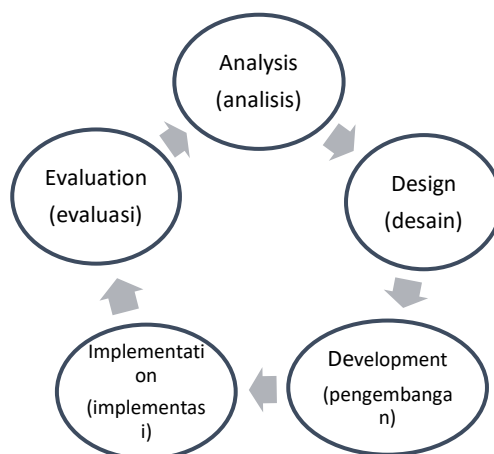 Analysis
(analisis)
Design
(desain)
Development
(pengembanga
n)
Implementati
on
(implementas
i)
Evaluation
(evaluasi)